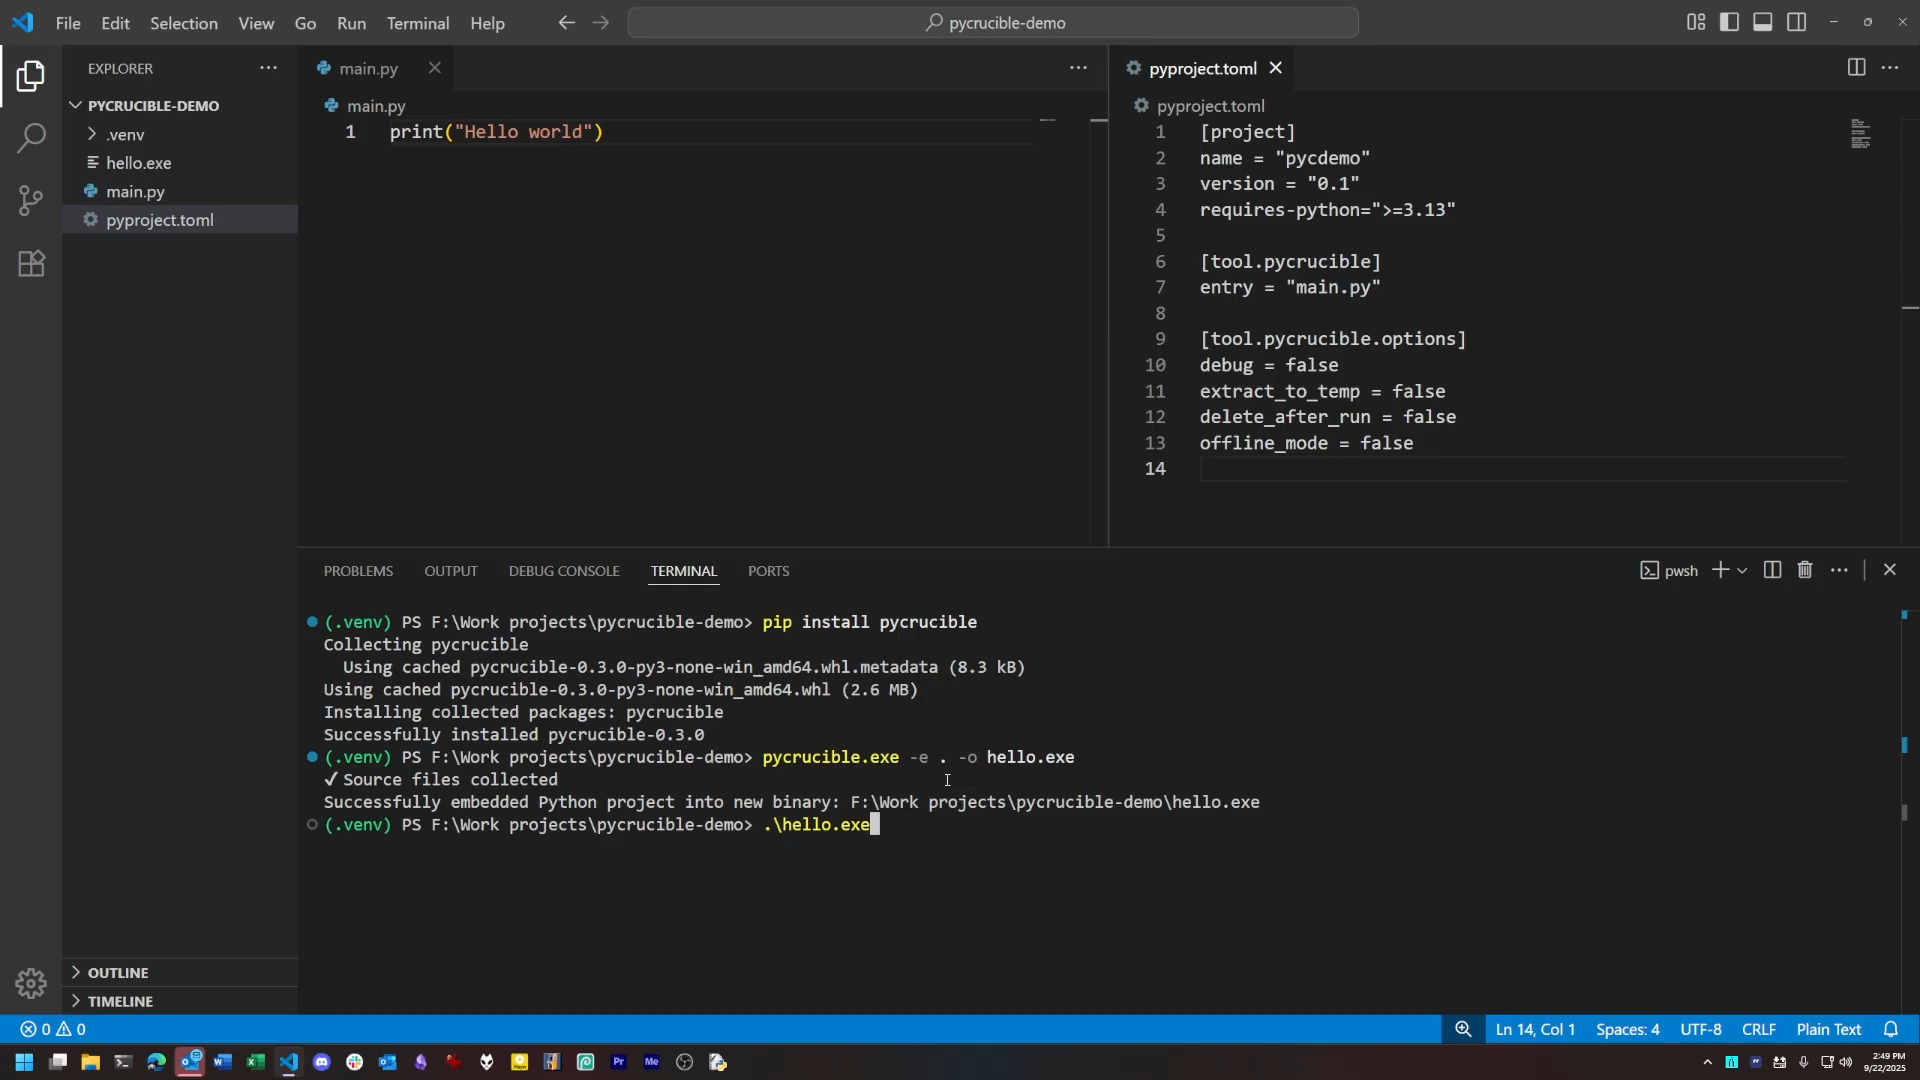 File Edit Selection View Go Run Terminal Help
pycrucible-demo
EXPLORER
PYCRUCIBLE-DEMO
.venv
hello.exe
main.py
pyproject.toml
OUTLINE
TIMELINE
main.py
main.py
1 print("Hello world")
pyproject.toml
pyproject.toml
1 [project]
2 name = "pycdemo"
3 version = "0.1"
4 requires-python=">=3.13"
5
6 [tool.pycrucible]
7 entry = "main.py"
8
9 [tool.pycrucible.options]
10 debug = false
11 extract_to_temp = false
12 delete_after_run = false
13 offline_mode = false
14
PROBLEMS OUTPUT DEBUG CONSOLE TERMINAL PORTS
pwsh
(.venv) PS F:\Work projects\pycrucible-demo> pip install pycrucible
Collecting pycrucible
Using cached pycrucible-0.3.0-py3-none-win_amd64.whl.metadata (8.3 kB)
Using cached pycrucible-0.3.0-py3-none-win_amd64.whl (2.6 MB)
Installing collected packages: pycrucible
Successfully installed pycrucible-0.3.0
(.venv) PS F:\Work projects\pycrucible-demo> pycrucible.exe -e . -o hello.exe
✓ Source files collected
Successfully embedded Python project into new binary: F:\Work projects\pycrucible-demo\hello.exe
(.venv) PS F:\Work projects\pycrucible-demo> .\hello.exe
0 0
Ln 14, Col 1 Spaces: 4 UTF-8 CRLF Plain Text
Pr Me
2:49 PM
9/22/2025